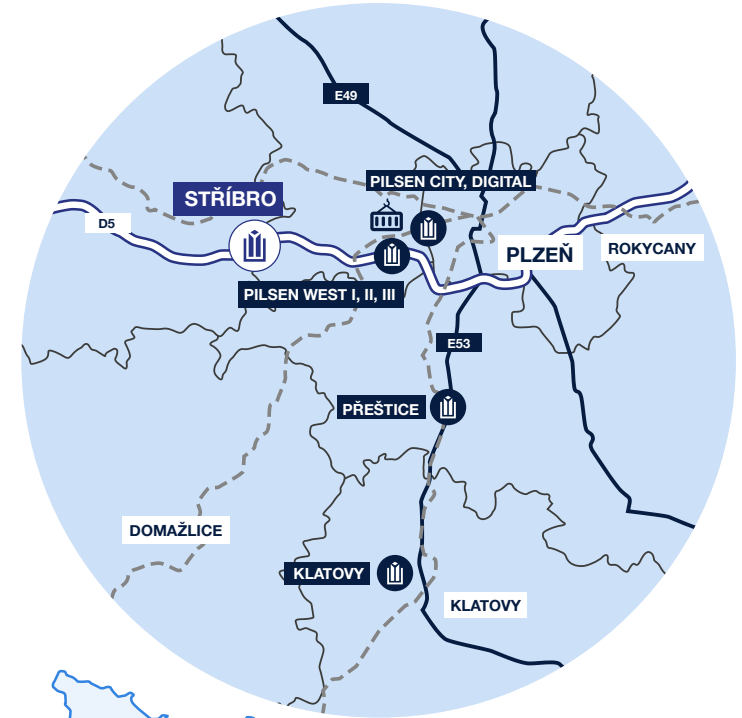 E49
PILSEN CITY, DIGITAL
STŘÍBRO
D5
PLZEŇ
ROKYCANY
PILSEN WEST I, II, III
E53
PŘEŠTICE
DOMAŽLICE
KLATOVY
KLATOVY